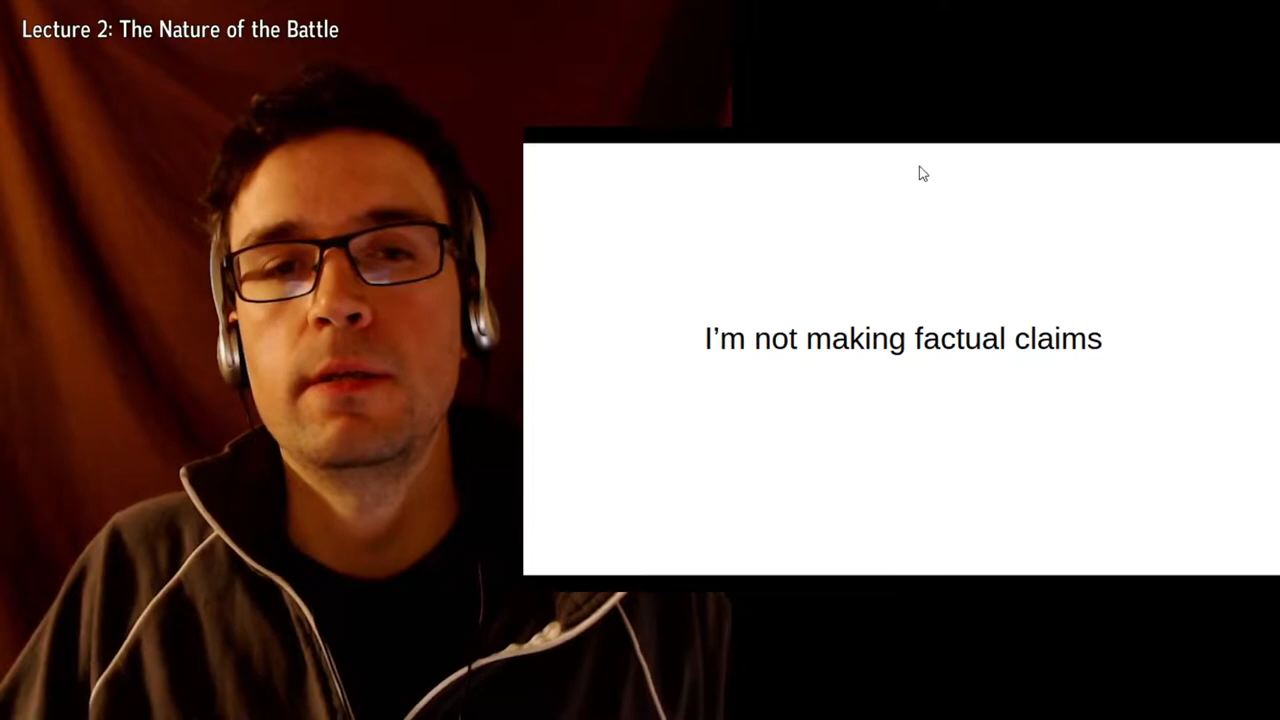 Lecture 2: The Nature of the Battle
I’m not making factual claims